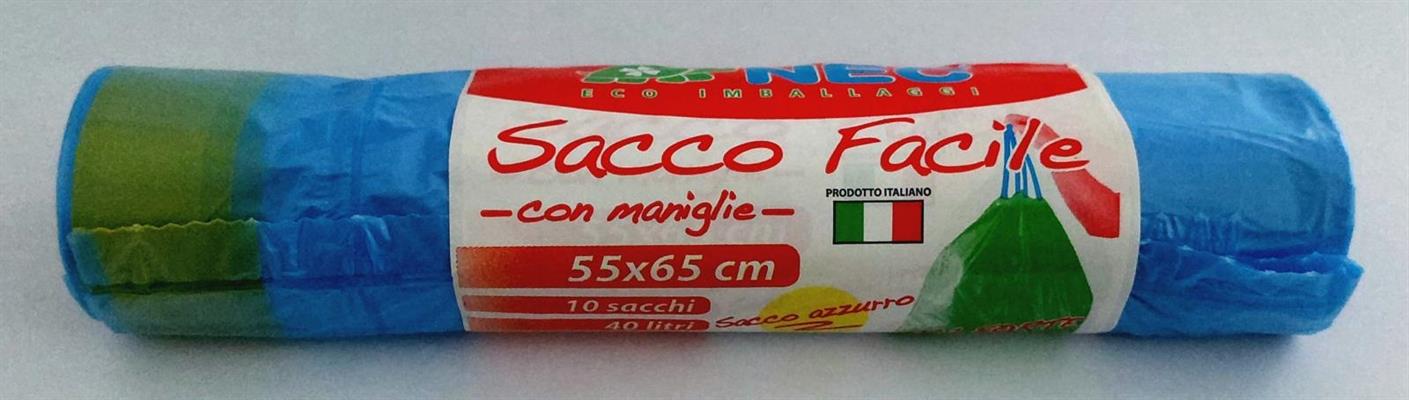 NEC
ECO IMBALLAGGI
Sacco Facile
con maniglie
PRODOTTO ITALIANO
55x65 cm
10 sacchi
40 litri
Sacco azzurro